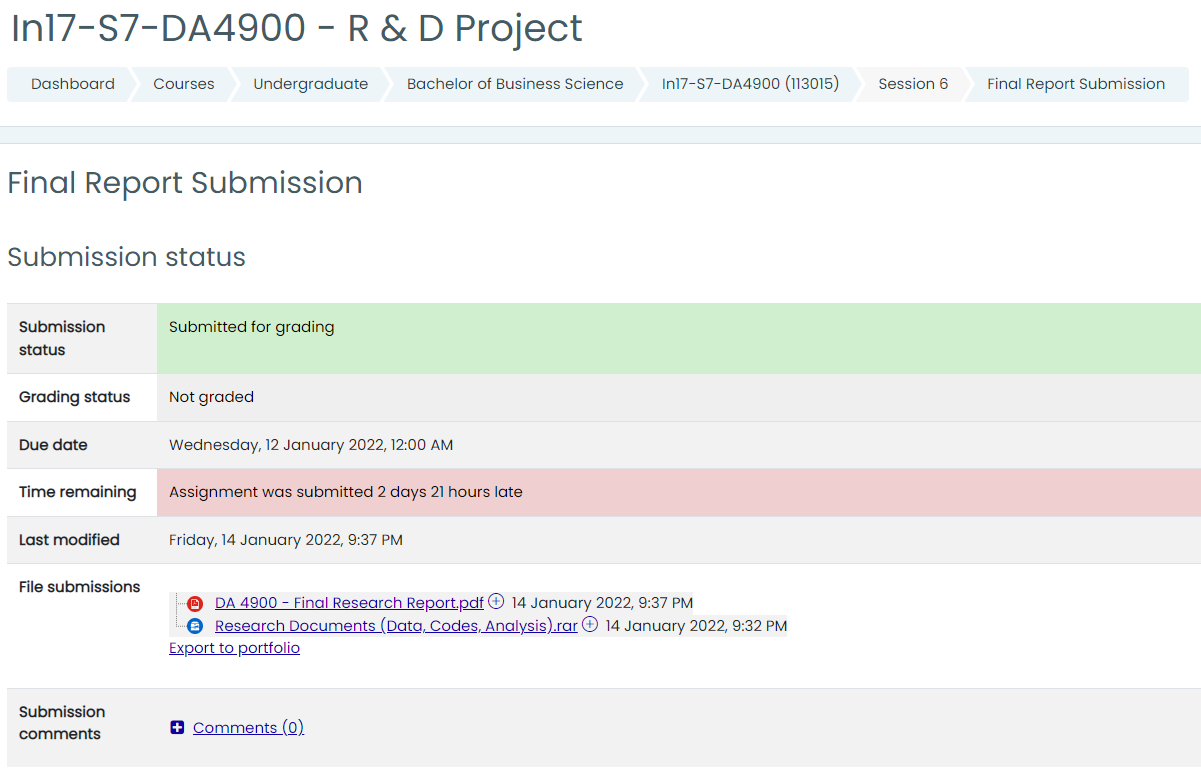 In17-S7-DA4900 - R & D Project
Dashboard Courses Undergraduate Bachelor of Business Science In17-S7-DA4900 (113015) Session 6 Final Report Submission
Final Report Submission
Submission status
Submission
status
Submitted for grading
Grading status Not graded
Due date Wednesday, 12 January 2022, 12:00 AM
Time remaining Assignment was submitted 2 days 21 hours late
Last modified Friday, 14 January 2022, 9:37 PM
File submissions
DA 4900 - Final Research Report.pdf 14 January 2022, 9:37 PM
Research Documents (Data, Codes, Analysis).rar 14 January 2022, 9:32 PM
Export to portfolio
Submission
comments
Comments (0)